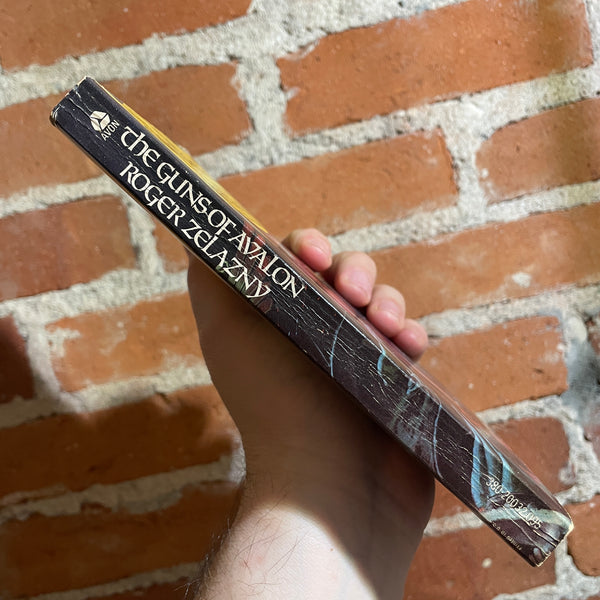 AVON
The GUNS OF AVALON
ROGER ZELAZNY